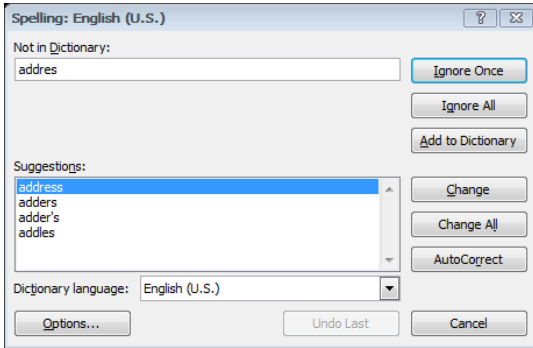 Spelling: English (U.S.)
Not in Dictionary:
addres
Ignore Once
Ignore All
Add to Dictionary
Suggestions:
address
adders
adder's
addles
Change
Change All
AutoCorrect
Dictionary language: English (U.S.)
Options... Undo Last Cancel